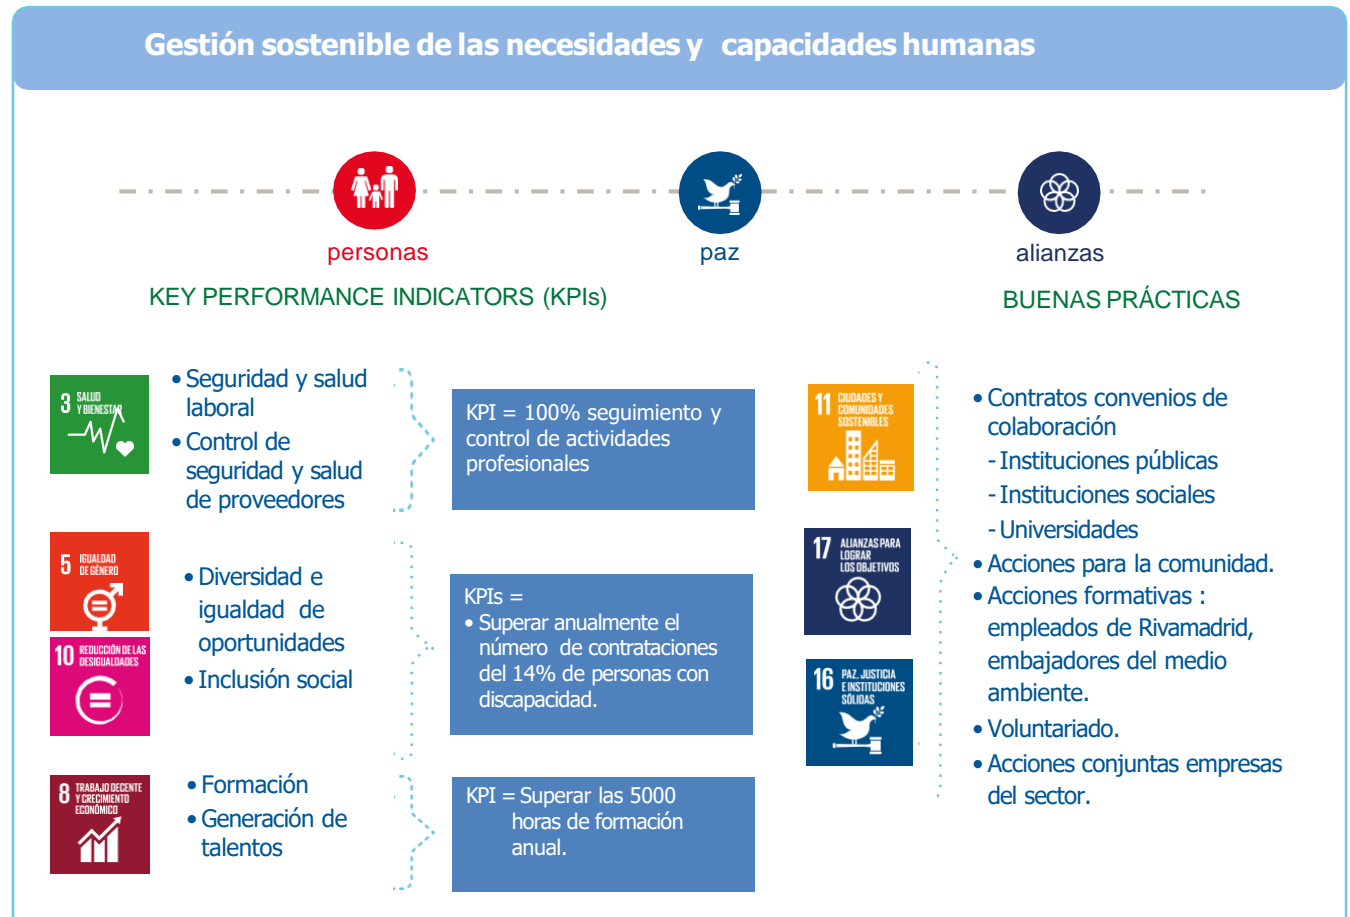 Gestión sostenible de las necesidades y capacidades humanas
personas
paz
alianzas
KEY PERFORMANCE INDICATORS (KPIs)
BUENAS PRÁCTICAS
3 SALUD
Y BIENESTAR
• Seguridad y salud
laboral
• Control de
seguridad y salud
de proveedores
KPI = 100% seguimiento y
control de actividades
profesionales
5 IGUALDAD
DE GÉNERO
10 REDUCCIÓN DE LAS
DESIGUALDADES
• Diversidad e
igualdad de
oportunidades
• Inclusión social
KPIs =
• Superar anualmente el
número de contrataciones
del 14% de personas con
discapacidad.
8 TRABAJO DECENTE
Y CRECIMIENTO
ECONÓMICO
• Formación
• Generación de
talentos
KPI = Superar las 5000
horas de formación
anual.
11 CIUDADES Y
COMUNIDADES
SOSTENIBLES
17 ALIANZAS PARA
LOGRAR
LOS OBJETIVOS
16 PAZ, JUSTICIA
E INSTITUCIONES
SÓLIDAS
• Contratos convenios de
colaboración
- Instituciones públicas
- Instituciones sociales
- Universidades
• Acciones para la comunidad.
• Acciones formativas :
empleados de Rivamadrid,
embajadores del medio
ambiente.
• Voluntariado.
• Acciones conjuntas empresas
del sector.